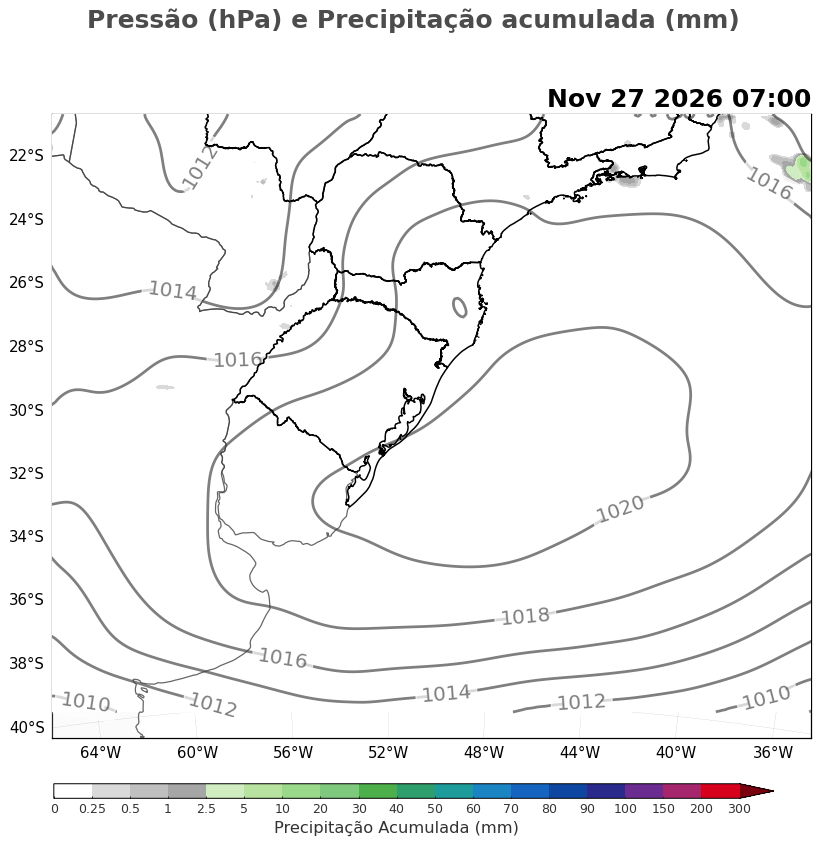 Pressão (hPa) e Precipitação acumulada (mm)
Nov 27 2026 07:00
22°S
24°S
26°S
28°S
30°S
32°S
34°S
36°S
38°S
40°S
1012
1016
1014
1016
1020
1018
1016
1014
1012
1010
1012
1010
64°W 60°W 56°W 52°W 48°W 44°W 40°W 36°W
0 0.25 0.5 1 2.5 5 10 20 30 40 50 60 70 80 90 100 150 200 300
Precipitação Acumulada (mm)